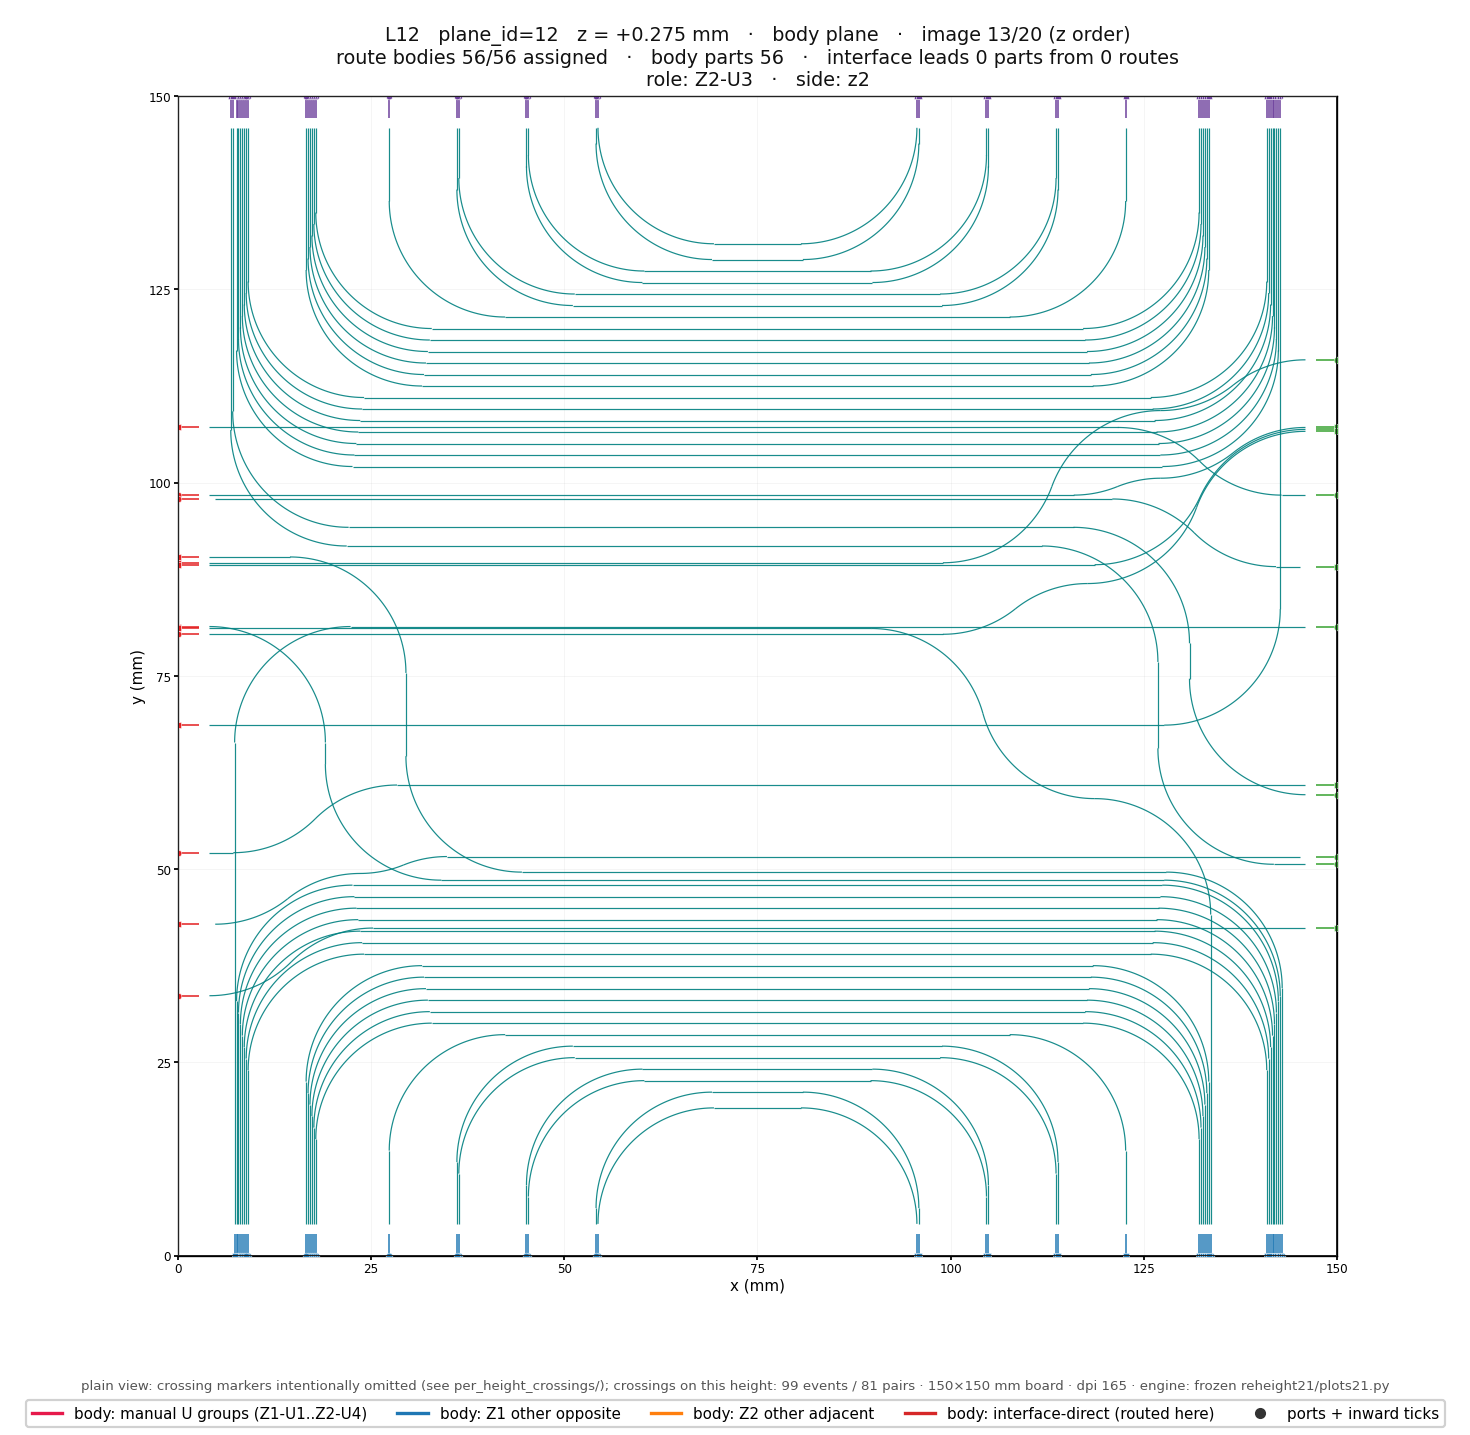 L12   plane_id=12   z = +0.275 mm   ·   body plane   ·   image 13/20 (z order)
route bodies 56/56 assigned   ·   body parts 56   ·   interface leads 0 parts from 0 routes
role: Z2-U3   ·   side: z2
150
125
100
75
50
25
0
y (mm)
0 25 50 75 100 125 150
x (mm)
plain view: crossing markers intentionally omitted (see per_height_crossings/); crossings on this height: 99 events / 81 pairs · 150×150 mm board · dpi 165 · engine: frozen reheight21/plots21.py
body: manual U groups (Z1-U1..Z2-U4) body: Z1 other opposite body: Z2 other adjacent body: interface-direct (routed here) ports + inward ticks